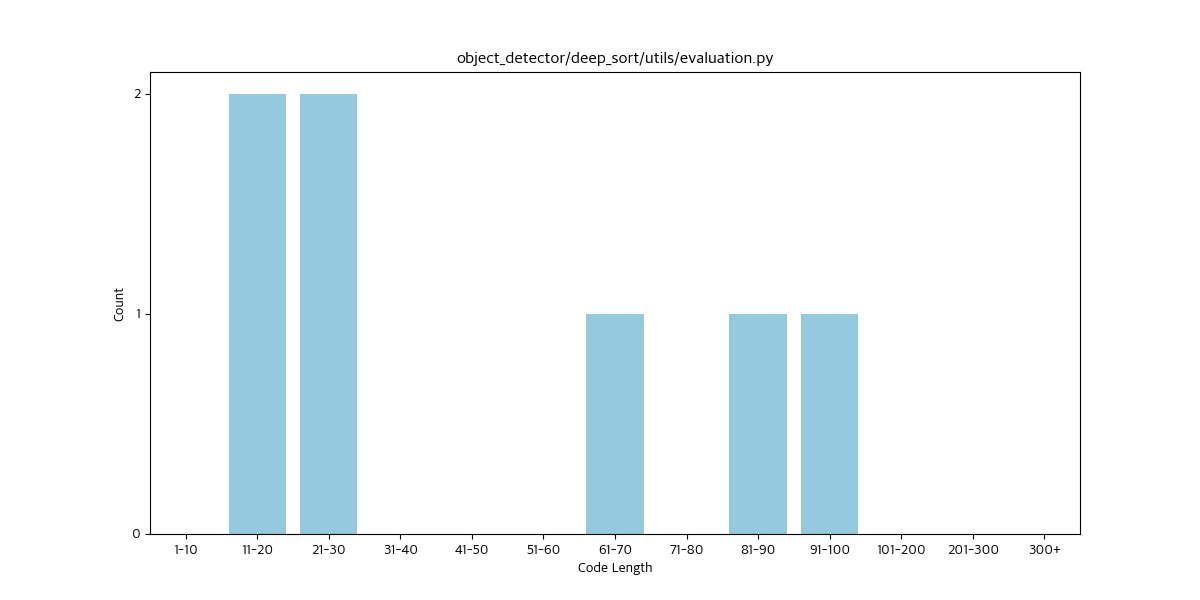 object_detector/deep_sort/utils/evaluation.py
Count
2
1
0
1-10 11-20 21-30 31-40 41-50 51-60 61-70 71-80 81-90 91-100 101-200 201-300 300+
Code Length